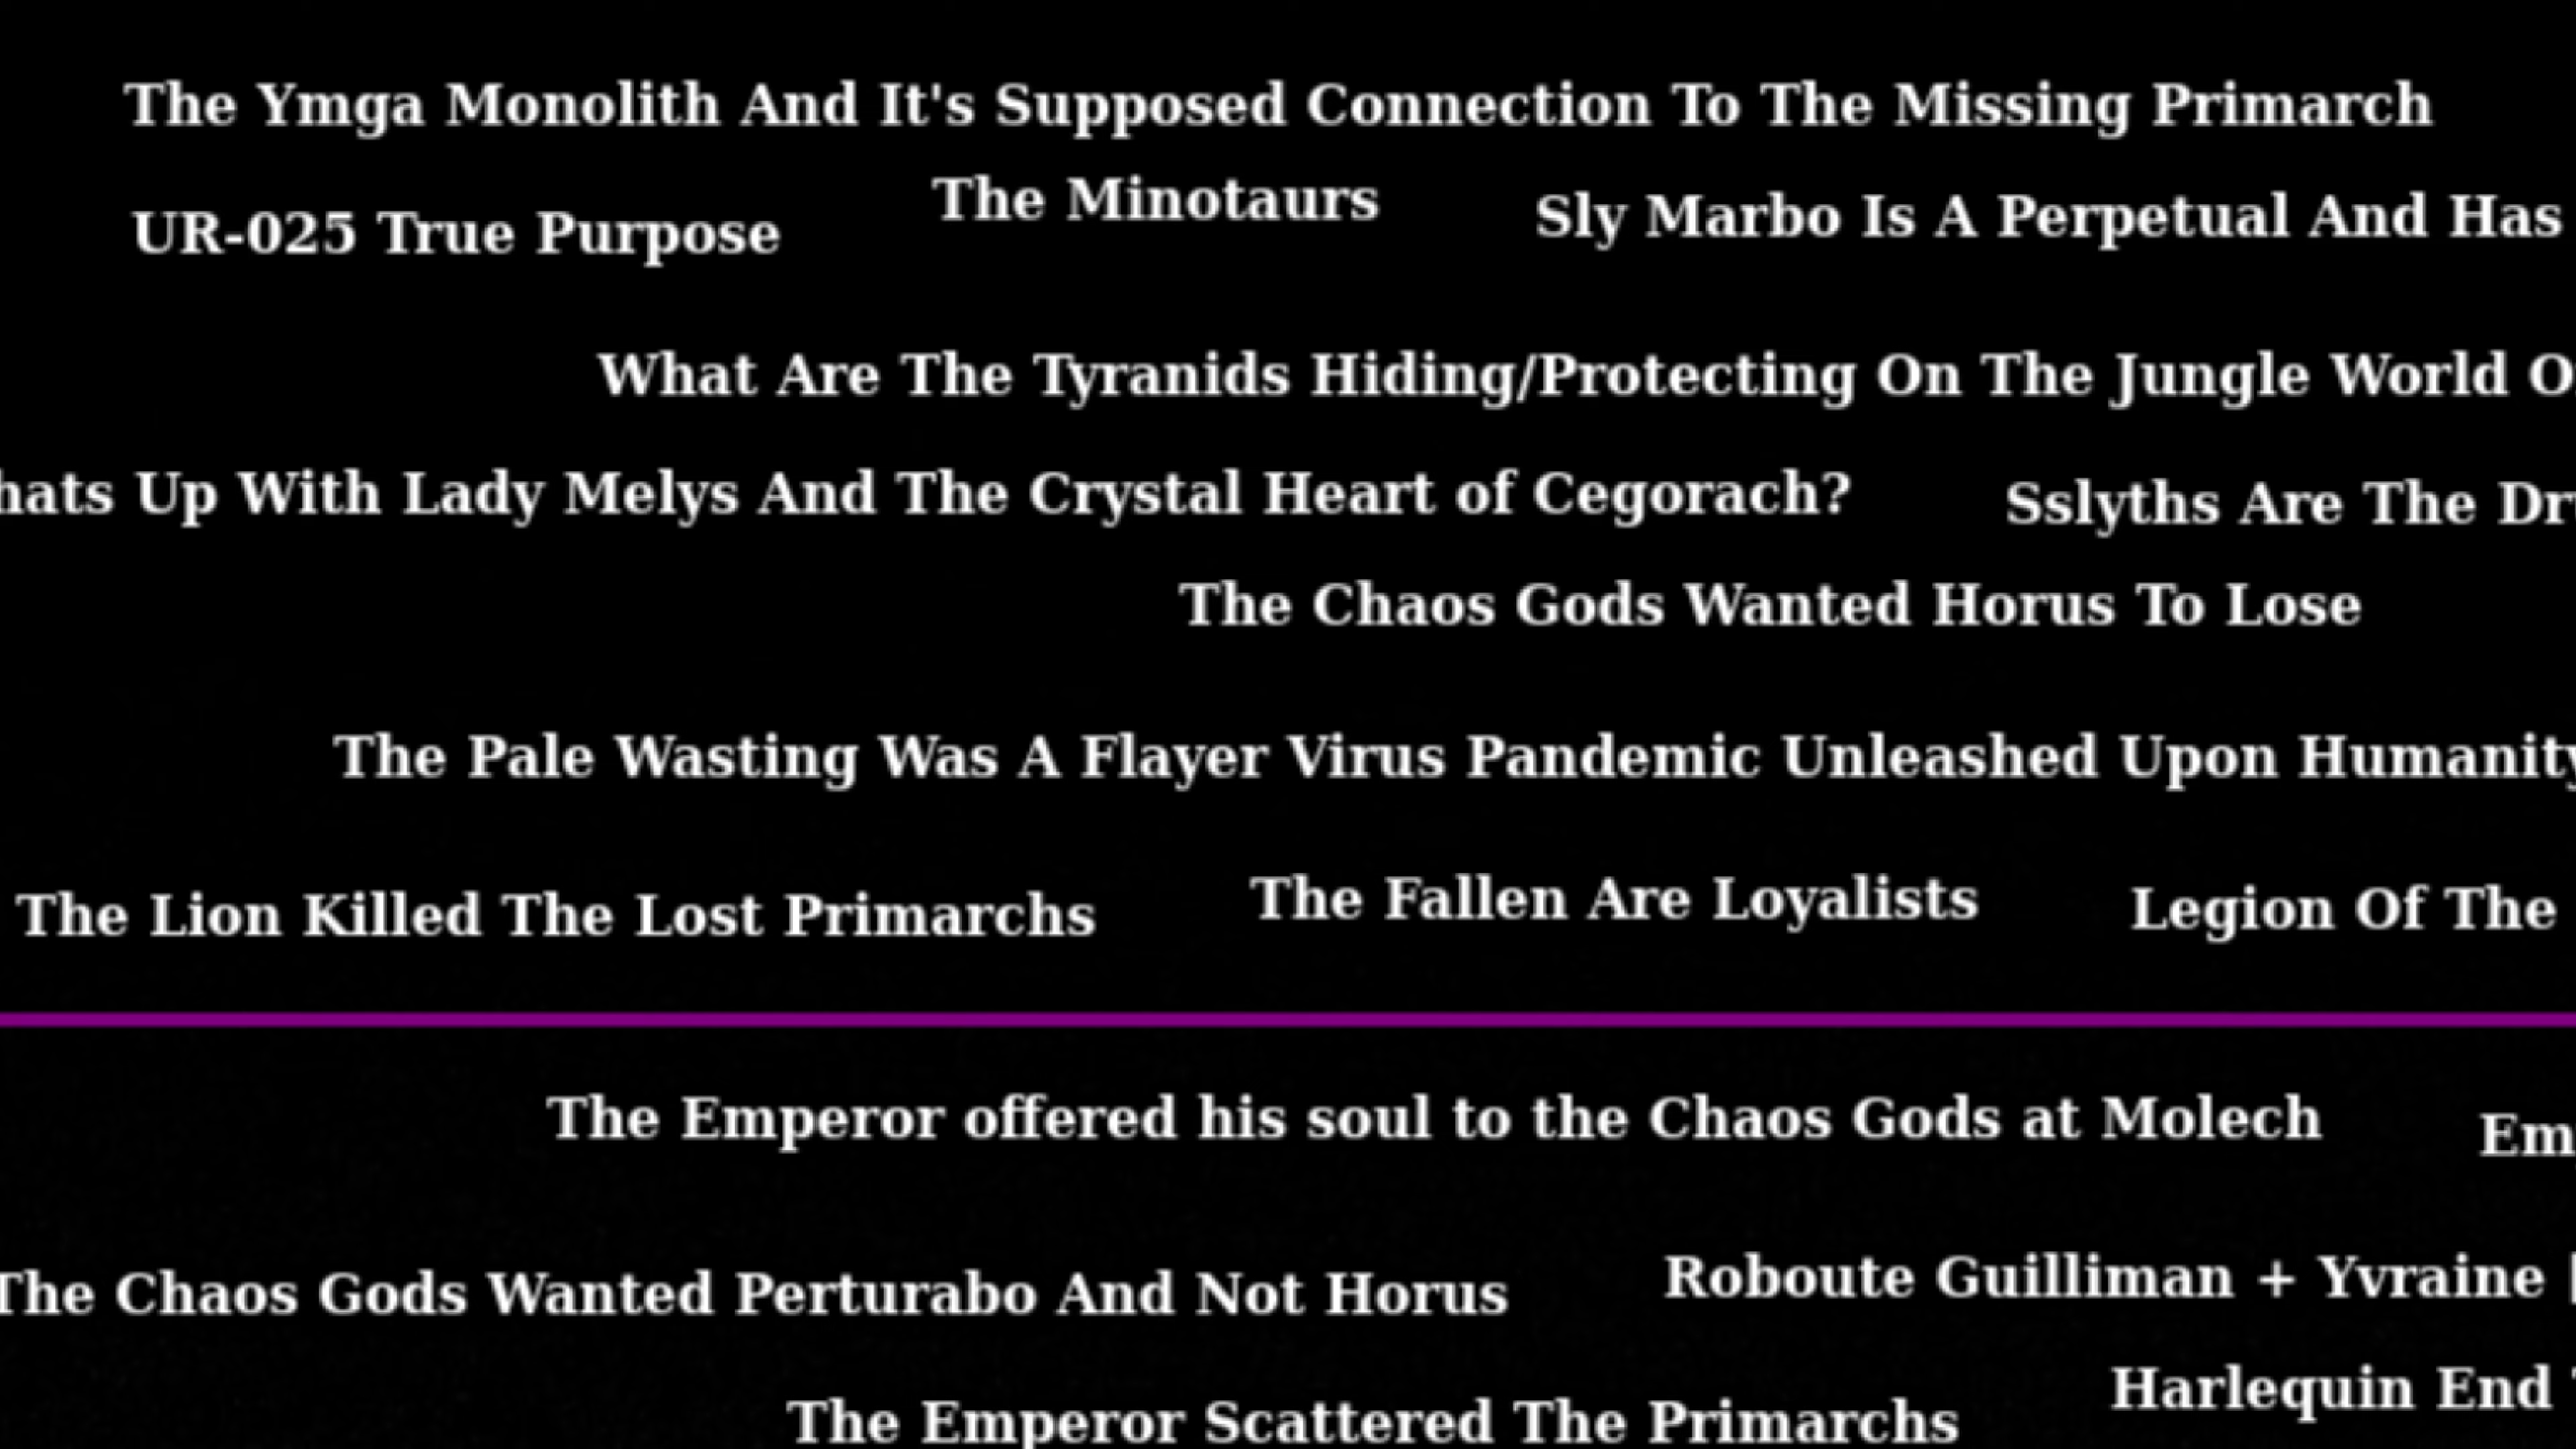 The Ymga Monolith And It's Supposed Connection To The Missing Primarch
UR-025 True Purpose
The Minotaurs
Sly Marbo Is A Perpetual And Has
What Are The Tyranids Hiding/Protecting On The Jungle World
hats Up With Lady Melys And The Crystal Heart of Cegorach?
Sslyths Are The
The Chaos Gods Wanted Horus To Lose
The Pale Wasting Was A Flayer Virus Pandemic Unleashed Upon Humanity
The Lion Killed The Lost Primarchs
The Fallen Are Loyalists
Legion Of The
The Emperor offered his soul to the Chaos Gods at Molech
Em
The Chaos Gods Wanted Perturabo And Not Horus
Roboute Guilliman + Yvraine
Harlequin End
The Emperor Scattered The Primarchs